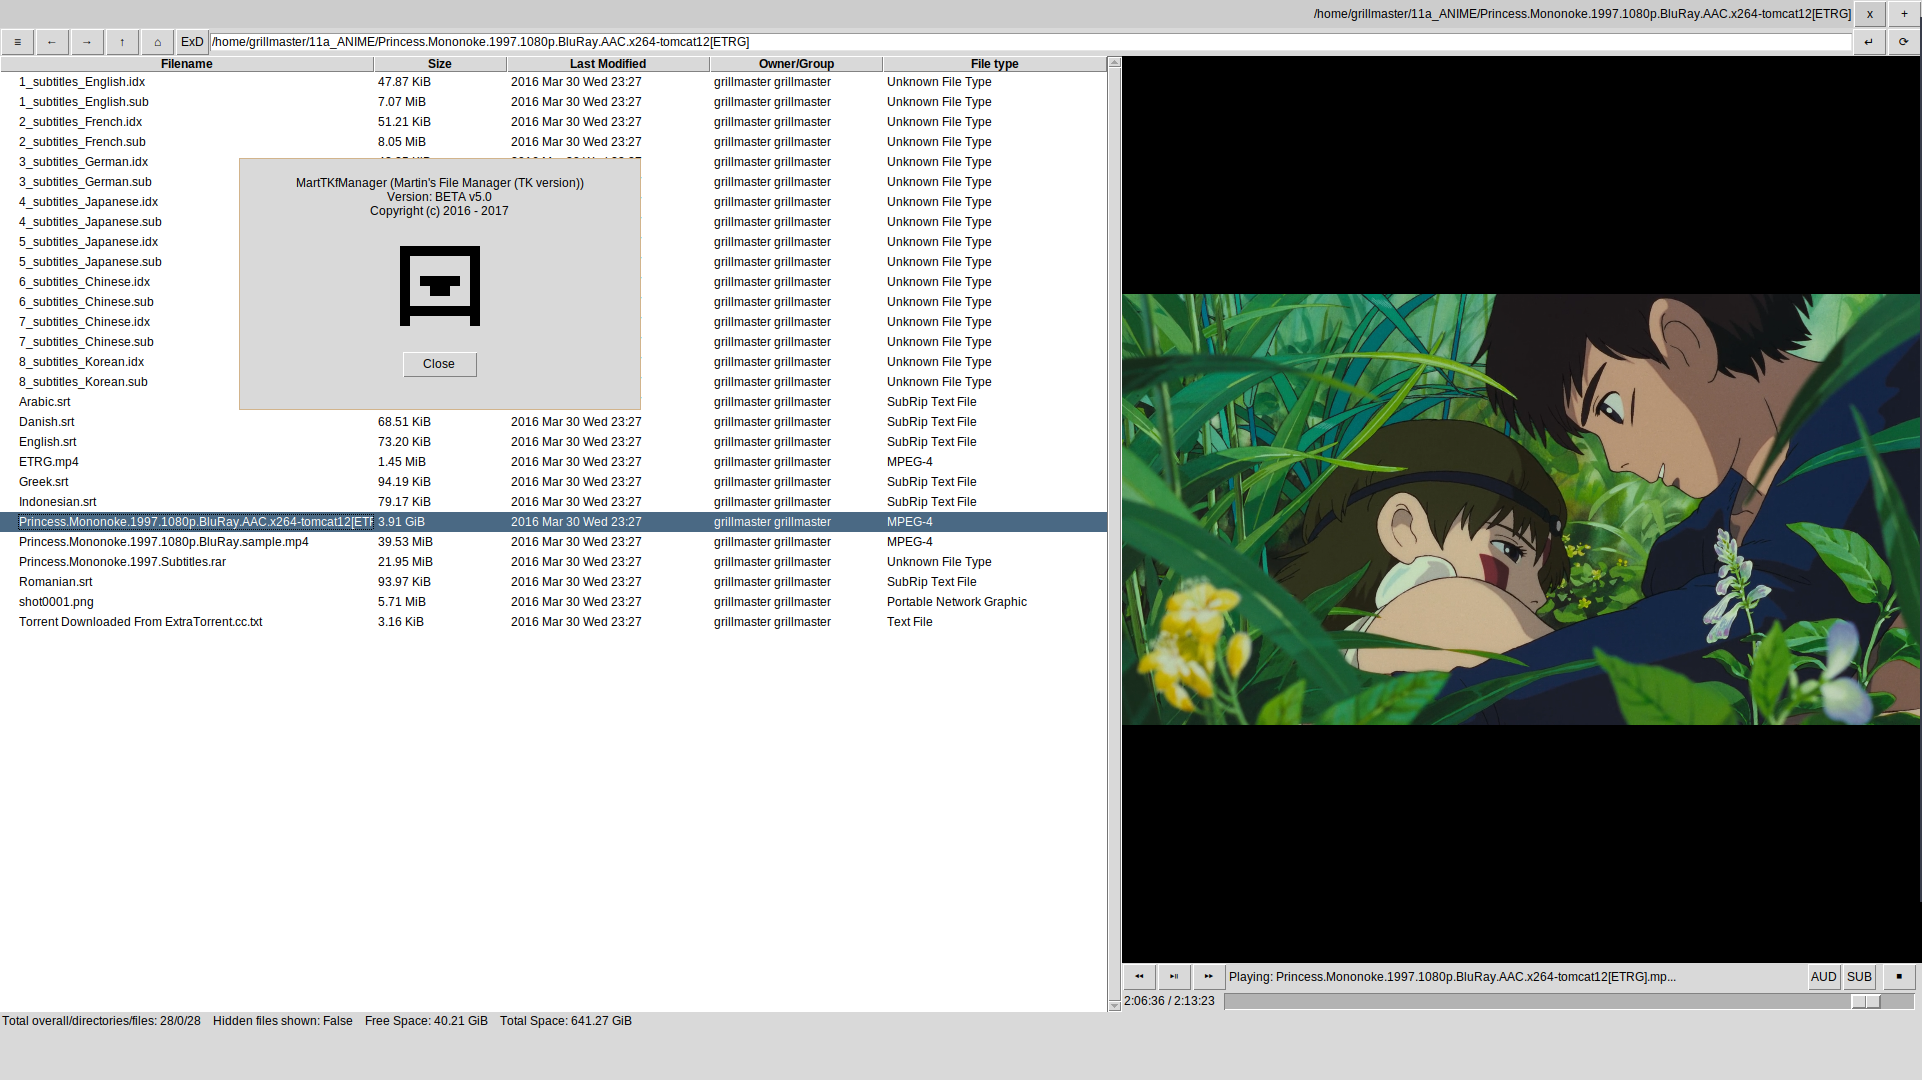 /home/grillmaster/11a_ANIME/Princess.Mononoke.1997.1080p.BluRay.AAC.x264-tomcat12[ETRG] x +
≡ ← → ↑ ⌂ ExD /home/grillmaster/11a_ANIME/Princess.Mononoke.1997.1080p.BluRay.AAC.x264-tomcat12[ETRG] ↵ ⟳
Filename Size Last Modified Owner/Group File type
1_subtitles_English.idx 47.87 KiB 2016 Mar 30 Wed 23:27 grillmaster grillmaster Unknown File Type
1_subtitles_English.sub 7.07 MiB 2016 Mar 30 Wed 23:27 grillmaster grillmaster Unknown File Type
2_subtitles_French.idx 51.21 KiB 2016 Mar 30 Wed 23:27 grillmaster grillmaster Unknown File Type
2_subtitles_French.sub 8.05 MiB 2016 Mar 30 Wed 23:27 grillmaster grillmaster Unknown File Type
3_subtitles_German.idx grillmaster grillmaster Unknown File Type
3_subtitles_German.sub grillmaster grillmaster Unknown File Type
4_subtitles_Japanese.idx grillmaster grillmaster Unknown File Type
4_subtitles_Japanese.sub grillmaster grillmaster Unknown File Type
5_subtitles_Japanese.idx grillmaster grillmaster Unknown File Type
5_subtitles_Japanese.sub grillmaster grillmaster Unknown File Type
6_subtitles_Chinese.idx grillmaster grillmaster Unknown File Type
6_subtitles_Chinese.sub grillmaster grillmaster Unknown File Type
7_subtitles_Chinese.idx grillmaster grillmaster Unknown File Type
7_subtitles_Chinese.sub grillmaster grillmaster Unknown File Type
8_subtitles_Korean.idx grillmaster grillmaster Unknown File Type
8_subtitles_Korean.sub grillmaster grillmaster Unknown File Type
Arabic.srt grillmaster grillmaster SubRip Text File
Danish.srt 68.51 KiB 2016 Mar 30 Wed 23:27 grillmaster grillmaster SubRip Text File
English.srt 73.20 KiB 2016 Mar 30 Wed 23:27 grillmaster grillmaster SubRip Text File
ETRG.mp4 1.45 MiB 2016 Mar 30 Wed 23:27 grillmaster grillmaster MPEG-4
Greek.srt 94.19 KiB 2016 Mar 30 Wed 23:27 grillmaster grillmaster SubRip Text File
Indonesian.srt 79.17 KiB 2016 Mar 30 Wed 23:27 grillmaster grillmaster SubRip Text File
Princess.Mononoke.1997.1080p.BluRay.AAC.x264-tomcat12[ETR 3.91 GiB 2016 Mar 30 Wed 23:27 grillmaster grillmaster MPEG-4
Princess.Mononoke.1997.1080p.BluRay.sample.mp4 39.53 MiB 2016 Mar 30 Wed 23:27 grillmaster grillmaster MPEG-4
Princess.Mononoke.1997.Subtitles.rar 21.95 MiB 2016 Mar 30 Wed 23:27 grillmaster grillmaster Unknown File Type
Romanian.srt 93.97 KiB 2016 Mar 30 Wed 23:27 grillmaster grillmaster SubRip Text File
shot0001.png 5.71 MiB 2016 Mar 30 Wed 23:27 grillmaster grillmaster Portable Network Graphic
Torrent Downloaded From ExtraTorrent.cc.txt 3.16 KiB 2016 Mar 30 Wed 23:27 grillmaster grillmaster Text File
MartTKfManager (Martin's File Manager (TK version))
Version: BETA v5.0
Copyright (c) 2016 - 2017
Close
Playing: Princess.Mononoke.1997.1080p.BluRay.AAC.x264-tomcat12[ETRG].mp... AUD SUB
2:06:36 / 2:13:23
Total overall/directories/files: 28/0/28 Hidden files shown: False Free Space: 40.21 GiB Total Space: 641.27 GiB